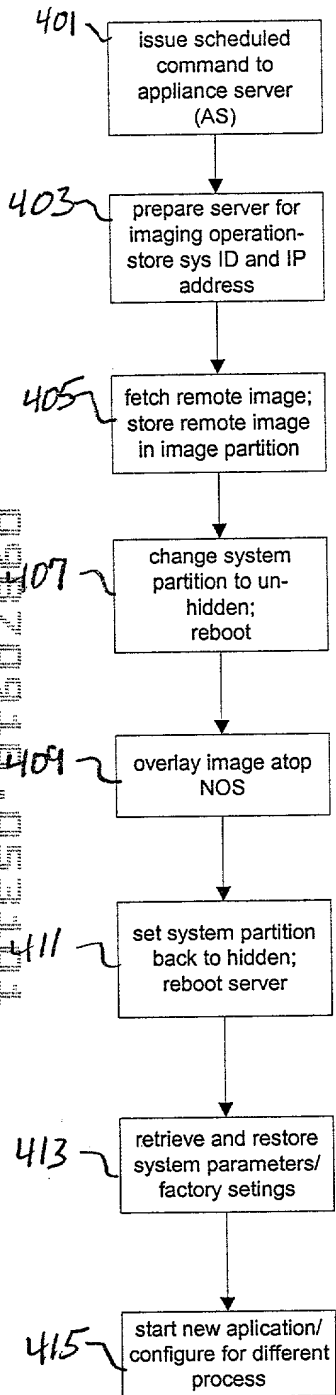 401
issue scheduled
command to
appliance server
(AS)
403
prepare server for
imaging operation-
store sys ID and IP
address
405
fetch remote image;
store remote image
in image partition
407
change system
partition to un-
hidden;
reboot
409
overlay image atop
NOS
411
set system partition
back to hidden;
reboot server
413
retrieve and restore
system parameters/
factory setings
415
start new aplication/
configure for different
process